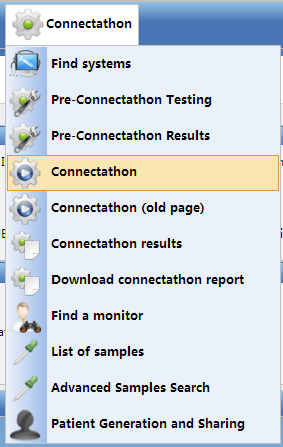 Connectathon
Find systems
Pre-Connectathon Testing
Pre-Connectathon Results
Connectathon
Connectathon (old page)
Connectathon results
Download connectathon report
Find a monitor
List of samples
Advanced Samples Search
Patient Generation and Sharing